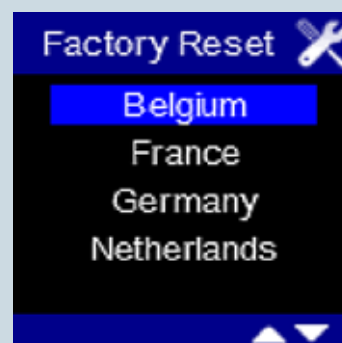 Factory Reset
Belgium
France
Germany
Netherlands